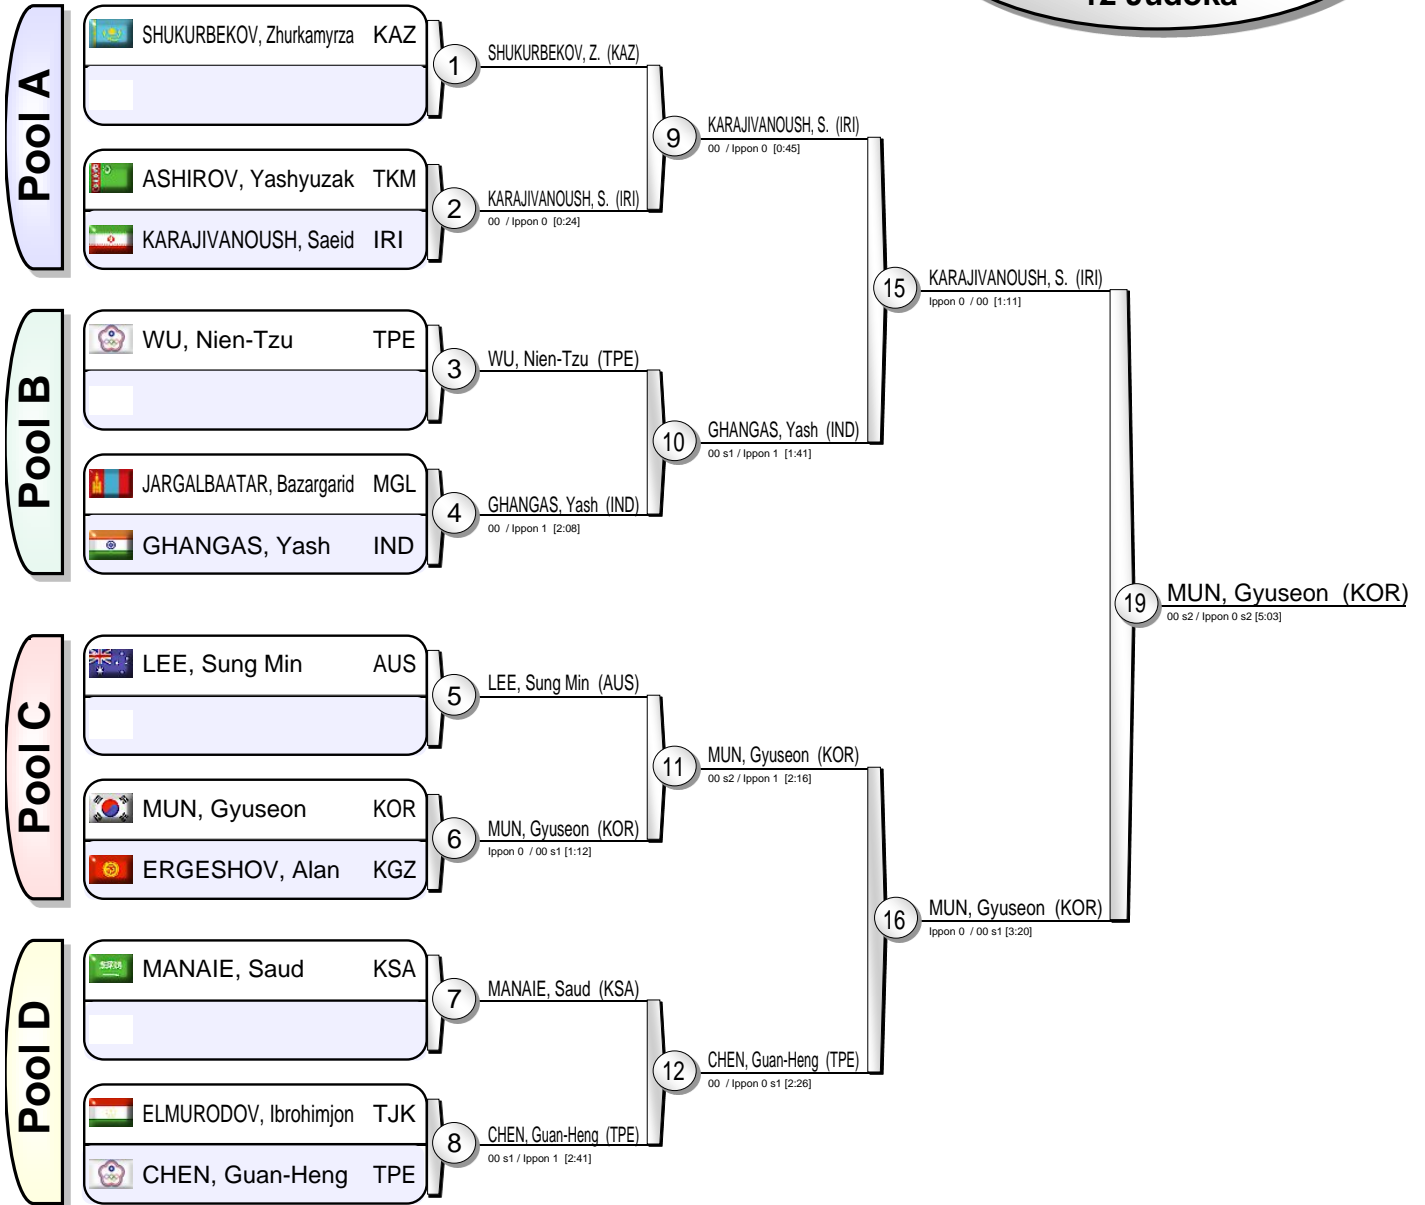 12 Judoka
Pool A
SHUKURBEKOV, Zhurkamyrza KAZ
1
SHUKURBEKOV, Z. (KAZ)
ASHIROV, Yashyuzak TKM
KARAJIVANOUSH, Saeid IRI
2
KARAJIVANOUSH, S. (IRI)
00 / Ippon 0 [0:24]
9
KARAJIVANOUSH, S. (IRI)
00 / Ippon 0 [0:45]
Pool B
WU, Nien-Tzu TPE
3
WU, Nien-Tzu (TPE)
JARGALBAATAR, Bazargarid MGL
GHANGAS, Yash IND
4
GHANGAS, Yash (IND)
00 / Ippon 1 [2:08]
10
GHANGAS, Yash (IND)
00 s1 / Ippon 1 [1:41]
15
KARAJIVANOUSH, S. (IRI)
Ippon 0 / 00 [1:11]
Pool C
LEE, Sung Min AUS
5
LEE, Sung Min (AUS)
MUN, Gyuseon KOR
ERGESHOV, Alan KGZ
6
MUN, Gyuseon (KOR)
Ippon 0 / 00 s1 [1:12]
11
MUN, Gyuseon (KOR)
00 s2 / Ippon 1 [2:16]
Pool D
MANAIE, Saud KSA
7
MANAIE, Saud (KSA)
ELMURODOV, Ibrohimjon TJK
CHEN, Guan-Heng TPE
8
CHEN, Guan-Heng (TPE)
00 s1 / Ippon 1 [2:41]
12
CHEN, Guan-Heng (TPE)
00 / Ippon 0 s1 [2:26]
16
MUN, Gyuseon (KOR)
Ippon 0 / 00 s1 [3:20]
19
MUN, Gyuseon (KOR)
00 s2 / Ippon 0 s2 [5:03]